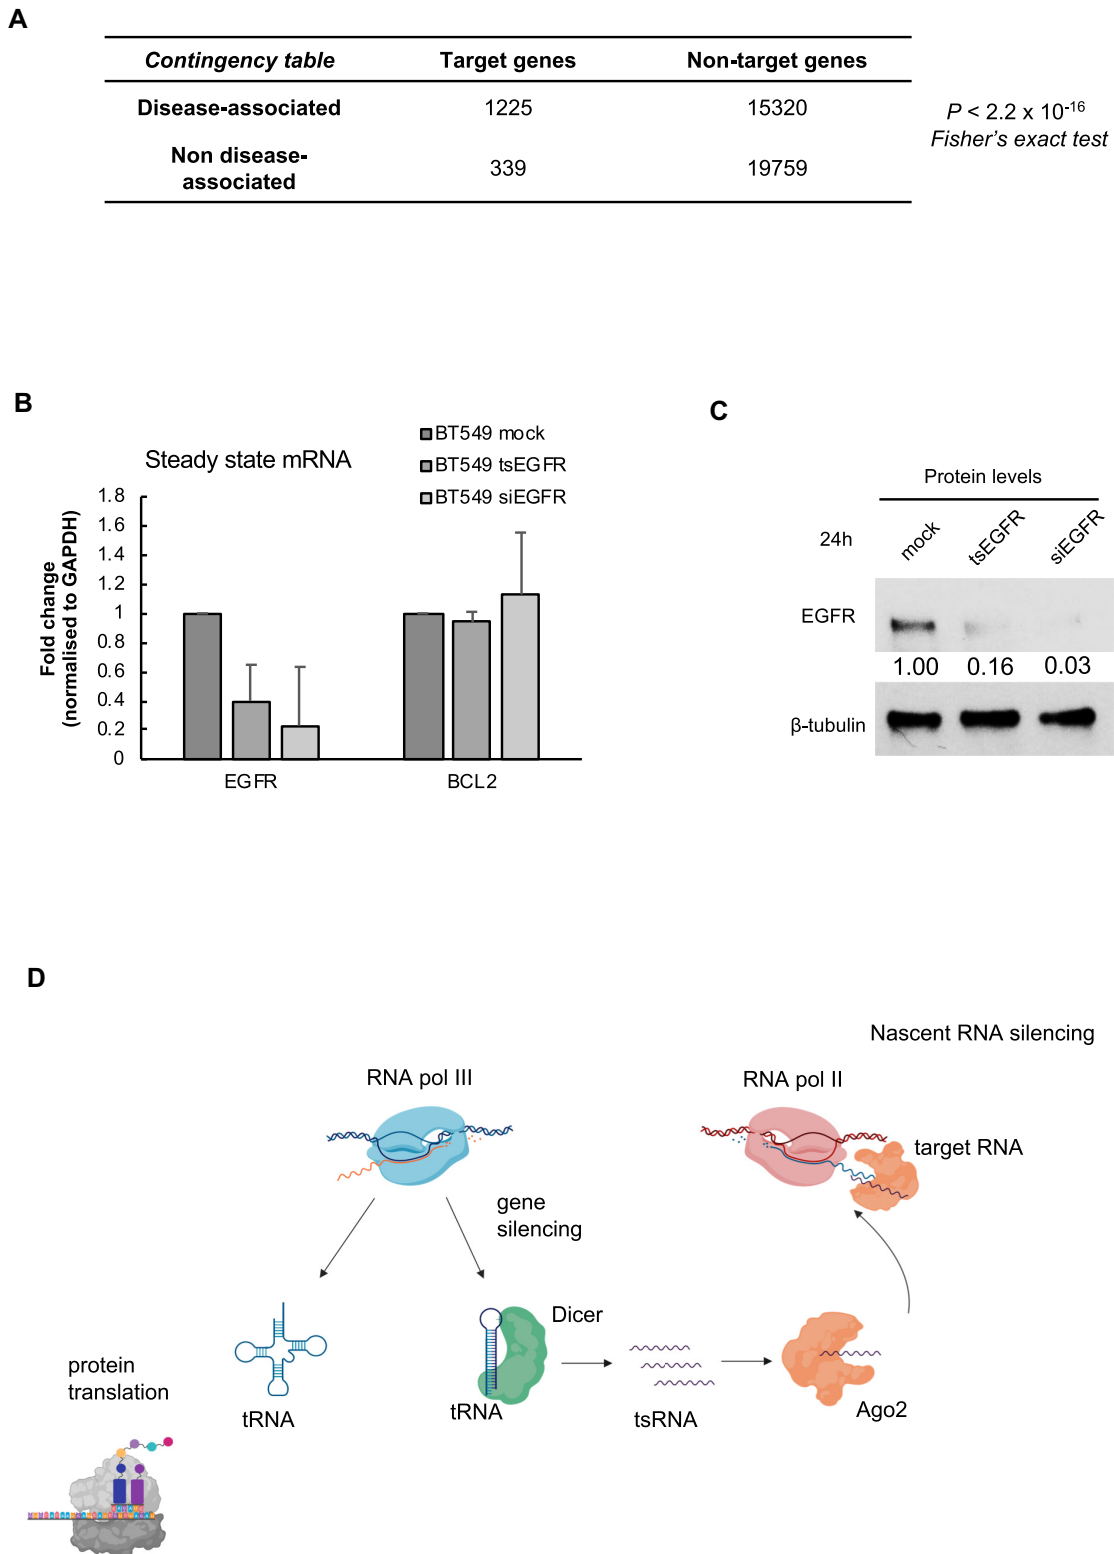 A
Contingency table Target genes Non-target genes
Disease-associated 1225 15320
Non disease-
associated 339 19759
P < 2.2 x 10-16
Fisher's exact test
B
Steady state mRNA
BT549 mock
BT549 tsEGFR
BT549 siEGFR
Fold change
(normalised to GAPDH)
1.8
1.6
1.4
1.2
1
0.8
0.6
0.4
0.2
0
EGFR BCL2
C
Protein levels
24h mock tsEGFR siEGFR
EGFR
1.00 0.16 0.03
β-tubulin
D
Nascent RNA silencing
RNA pol III RNA pol II
target RNA
gene
silencing
Dicer
protein
translation
tRNA tRNA tsRNA Ago2